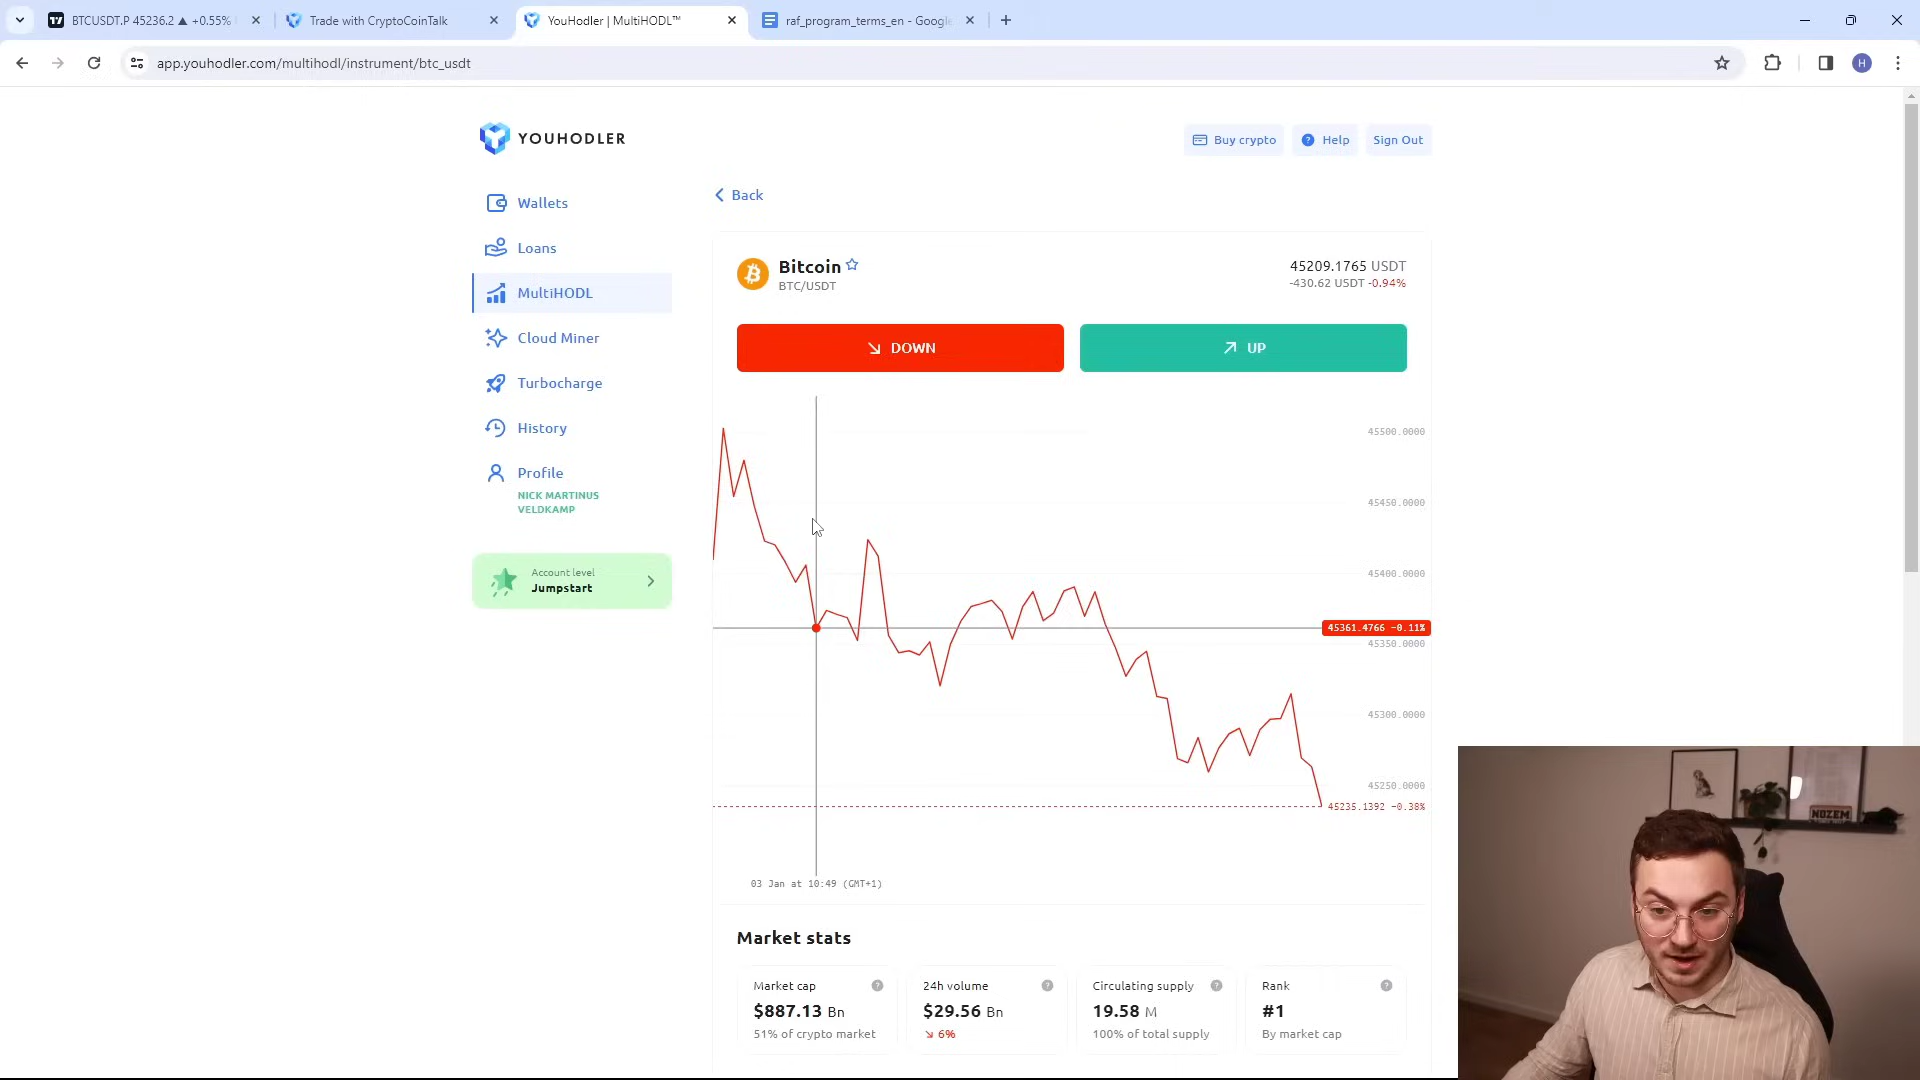 BTCUSDT.P 45236.2 ▲ +0.55%
Trade with CryptoCoinTalk
YouHodler | MultiHODL™
raf_program_terms_en - Google
app.youhodler.com/multihodl/instrument/btc_usdt
H
YOUHODLER
Buy crypto
Help
Sign Out
Wallets
Loans
MultiHODL
Cloud Miner
Turbocharge
History
Profile
NICK MARTINUS
VELDKAMP
Account level
Jumpstart
Back
Bitcoin
BTC/USDT
45209.1765 USDT
-430.62 USDT -0.94%
DOWN
UP
45500.0000
45450.0000
45400.0000
45361.4766 -0.11%
45350.0000
45300.0000
45250.0000
45235.1392 -0.38%
03 Jan at 10:49 (GMT+1)
Market stats
Market cap
$887.13 Bn
51% of crypto market
24h volume
$29.56 Bn
↘ 6%
Circulating supply
19.58 M
100% of total supply
Rank
#1
By market cap
NOZEM